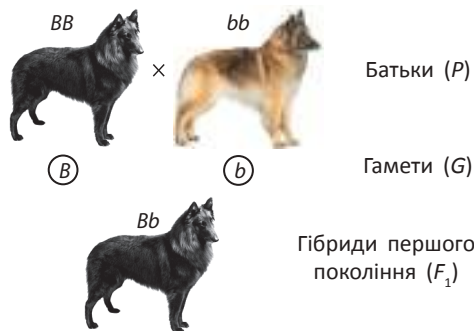 BB
bb
×
Батьки (P)
B
b
Гамети (G)
Bb
Гібриди першого
покоління (F₁)